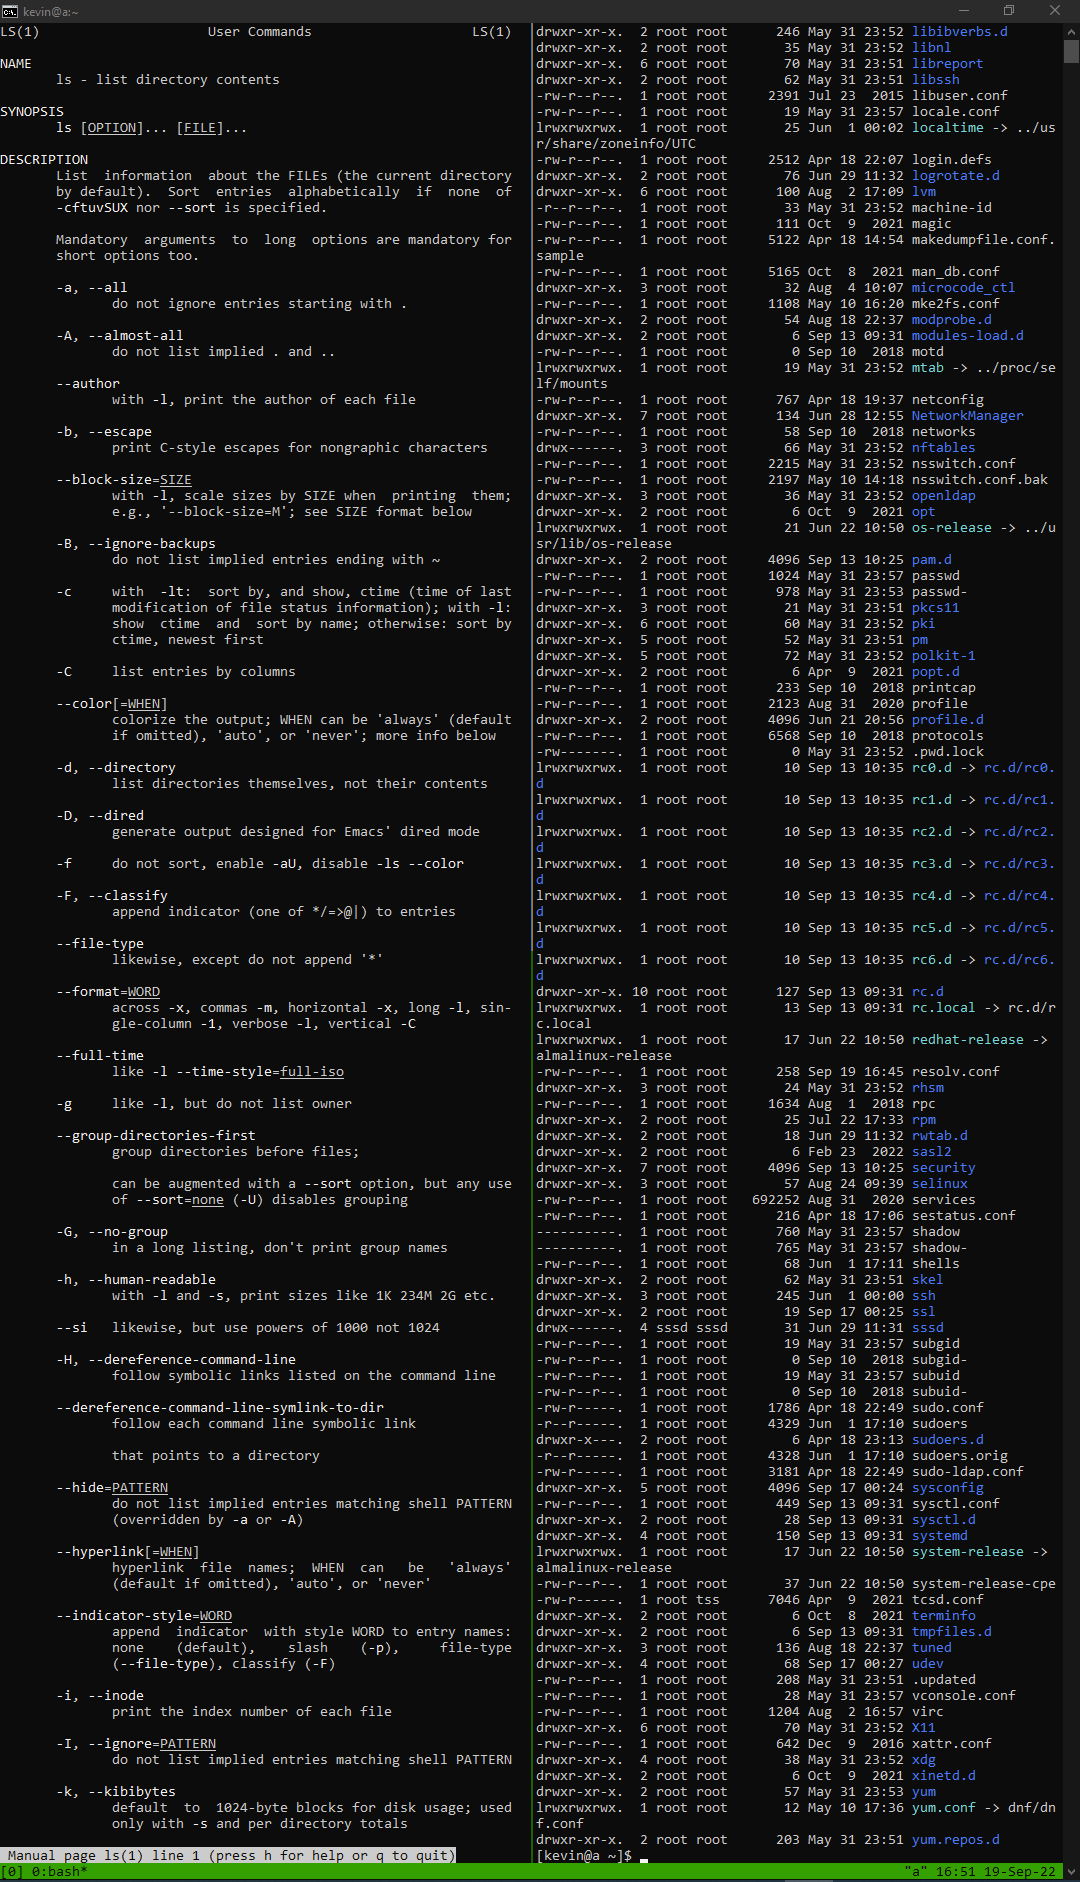 kevin@a:~
LS(1) User Commands LS(1)
NAME
ls - list directory contents
SYNOPSIS
ls [OPTION]... [FILE]...
DESCRIPTION
List information about the FILEs (the current directory
by default). Sort entries alphabetically if none of
-cftuvSUX nor --sort is specified.
Mandatory arguments to long options are mandatory for
short options too.
-a, --all
do not ignore entries starting with .
-A, --almost-all
do not list implied . and ..
--author
with -l, print the author of each file
-b, --escape
print C-style escapes for nongraphic characters
--block-size=SIZE
with -l, scale sizes by SIZE when printing them;
e.g., '--block-size=M'; see SIZE format below
-B, --ignore-backups
do not list implied entries ending with ~
-c with -lt: sort by, and show, ctime (time of last
modification of file status information); with -l:
show ctime and sort by name; otherwise: sort by
ctime, newest first
-C list entries by columns
--color[=WHEN]
colorize the output; WHEN can be 'always' (default
if omitted), 'auto', or 'never'; more info below
-d, --directory
list directories themselves, not their contents
-D, --dired
generate output designed for Emacs' dired mode
-f do not sort, enable -aU, disable -ls --color
-F, --classify
append indicator (one of */=>@|) to entries
--file-type
likewise, except do not append '*'
--format=WORD
across -x, commas -m, horizontal -x, long -l, sin-
gle-column -1, verbose -l, vertical -C
--full-time
like -l --time-style=full-iso
-g like -l, but do not list owner
--group-directories-first
group directories before files;
can be augmented with a --sort option, but any use
of --sort=none (-U) disables grouping
-G, --no-group
in a long listing, don't print group names
-h, --human-readable
with -l and -s, print sizes like 1K 234M 2G etc.
--si likewise, but use powers of 1000 not 1024
-H, --dereference-command-line
follow symbolic links listed on the command line
--dereference-command-line-symlink-to-dir
follow each command line symbolic link
that points to a directory
--hide=PATTERN
do not list implied entries matching shell PATTERN
(overridden by -a or -A)
--hyperlink[=WHEN]
hyperlink file names; WHEN can be 'always'
(default if omitted), 'auto', or 'never'
--indicator-style=WORD
append indicator with style WORD to entry names:
none (default), slash (-p), file-type
(--file-type), classify (-F)
-i, --inode
print the index number of each file
-I, --ignore=PATTERN
do not list implied entries matching shell PATTERN
-k, --kibibytes
default to 1024-byte blocks for disk usage; used
only with -s and per directory totals
Manual page ls(1) line 1 (press h for help or q to quit)
drwxr-xr-x. 2 root root 246 May 31 23:52 libibverbs.d
drwxr-xr-x. 2 root root 35 May 31 23:52 libnl
drwxr-xr-x. 6 root root 70 May 31 23:51 libreport
drwxr-xr-x. 2 root root 62 May 31 23:51 libssh
-rw-r--r--. 1 root root 2391 Jul 23 2015 libuser.conf
-rw-r--r--. 1 root root 19 May 31 23:57 locale.conf
lrwxrwxrwx. 1 root root 25 Jun 1 00:02 localtime -> ../us
r/share/zoneinfo/UTC
-rw-r--r--. 1 root root 2512 Apr 18 22:07 login.defs
drwxr-xr-x. 2 root root 76 Jun 29 11:32 logrotate.d
drwxr-xr-x. 6 root root 100 Aug 2 17:09 lvm
-r--r--r--. 1 root root 33 May 31 23:52 machine-id
-rw-r--r--. 1 root root 111 Oct 9 2021 magic
-rw-r--r--. 1 root root 5122 Apr 18 14:54 makedumpfile.conf.
sample
-rw-r--r--. 1 root root 5165 Oct 8 2021 man_db.conf
drwxr-xr-x. 3 root root 32 Aug 4 10:07 microcode_ctl
-rw-r--r--. 1 root root 1108 May 10 16:20 mke2fs.conf
drwxr-xr-x. 2 root root 54 Aug 18 22:37 modprobe.d
drwxr-xr-x. 2 root root 6 Sep 13 09:31 modules-load.d
-rw-r--r--. 1 root root 0 Sep 10 2018 motd
lrwxrwxrwx. 1 root root 19 May 31 23:52 mtab -> ../proc/se
lf/mounts
-rw-r--r--. 1 root root 767 Apr 18 19:37 netconfig
drwxr-xr-x. 7 root root 134 Jun 28 12:55 NetworkManager
-rw-r--r--. 1 root root 58 Sep 10 2018 networks
drwx------. 3 root root 66 May 31 23:52 nftables
-rw-r--r--. 1 root root 2215 May 31 23:52 nsswitch.conf
-rw-r--r--. 1 root root 2197 May 10 14:18 nsswitch.conf.bak
drwxr-xr-x. 3 root root 36 May 31 23:52 openldap
drwxr-xr-x. 2 root root 6 Oct 9 2021 opt
lrwxrwxrwx. 1 root root 21 Jun 22 10:50 os-release -> ../u
sr/lib/os-release
drwxr-xr-x. 2 root root 4096 Sep 13 10:25 pam.d
-rw-r--r--. 1 root root 1024 May 31 23:57 passwd
-rw-r--r--. 1 root root 978 May 31 23:53 passwd-
drwxr-xr-x. 3 root root 21 May 31 23:51 pkcs11
drwxr-xr-x. 6 root root 60 May 31 23:52 pki
drwxr-xr-x. 5 root root 52 May 31 23:51 pm
drwxr-xr-x. 5 root root 72 May 31 23:52 polkit-1
drwxr-xr-x. 2 root root 6 Apr 9 2021 popt.d
-rw-r--r--. 1 root root 233 Sep 10 2018 printcap
-rw-r--r--. 1 root root 2123 Aug 31 2020 profile
drwxr-xr-x. 2 root root 4096 Jun 21 20:56 profile.d
-rw-r--r--. 1 root root 6568 Sep 10 2018 protocols
-rw-------. 1 root root 0 May 31 23:52 .pwd.lock
lrwxrwxrwx. 1 root root 10 Sep 13 10:35 rc0.d -> rc.d/rc0.
d
lrwxrwxrwx. 1 root root 10 Sep 13 10:35 rc1.d -> rc.d/rc1.
d
lrwxrwxrwx. 1 root root 10 Sep 13 10:35 rc2.d -> rc.d/rc2.
d
lrwxrwxrwx. 1 root root 10 Sep 13 10:35 rc3.d -> rc.d/rc3.
d
lrwxrwxrwx. 1 root root 10 Sep 13 10:35 rc4.d -> rc.d/rc4.
d
lrwxrwxrwx. 1 root root 10 Sep 13 10:35 rc5.d -> rc.d/rc5.
d
lrwxrwxrwx. 1 root root 10 Sep 13 10:35 rc6.d -> rc.d/rc6.
d
drwxr-xr-x. 10 root root 127 Sep 13 09:31 rc.d
lrwxrwxrwx. 1 root root 13 Sep 13 09:31 rc.local -> rc.d/r
c.local
lrwxrwxrwx. 1 root root 17 Jun 22 10:50 redhat-release ->
almalinux-release
-rw-r--r--. 1 root root 258 Sep 19 16:45 resolv.conf
drwxr-xr-x. 3 root root 24 May 31 23:52 rhsm
-rw-r--r--. 1 root root 1634 Aug 1 2018 rpc
drwxr-xr-x. 2 root root 25 Jul 22 17:33 rpm
drwxr-xr-x. 2 root root 18 Jun 29 11:32 rwtab.d
drwxr-xr-x. 2 root root 6 Feb 23 2022 sasl2
drwxr-xr-x. 7 root root 4096 Sep 13 10:25 security
drwxr-xr-x. 3 root root 57 Aug 24 09:39 selinux
-rw-r--r--. 1 root root 692252 Aug 31 2020 services
-rw-r--r--. 1 root root 216 Apr 18 17:06 sestatus.conf
----------. 1 root root 760 May 31 23:57 shadow
----------. 1 root root 765 May 31 23:57 shadow-
-rw-r--r--. 1 root root 68 Jun 1 17:11 shells
drwxr-xr-x. 2 root root 62 May 31 23:51 skel
drwxr-xr-x. 3 root root 245 Jun 1 00:00 ssh
drwxr-xr-x. 2 root root 19 Sep 17 00:25 ssl
drwx------. 4 sssd sssd 31 Jun 29 11:31 sssd
-rw-r--r--. 1 root root 19 May 31 23:57 subgid
-rw-r--r--. 1 root root 0 Sep 10 2018 subgid-
-rw-r--r--. 1 root root 19 May 31 23:57 subuid
-rw-r--r--. 1 root root 0 Sep 10 2018 subuid-
-rw-r-----. 1 root root 1786 Apr 18 22:49 sudo.conf
-r--r-----. 1 root root 4329 Jun 1 17:10 sudoers
drwxr-x---. 2 root root 6 Apr 18 23:13 sudoers.d
-r--r-----. 1 root root 4328 Jun 1 17:10 sudoers.orig
-rw-r-----. 1 root root 3181 Apr 18 22:49 sudo-ldap.conf
drwxr-xr-x. 5 root root 4096 Sep 17 00:24 sysconfig
-rw-r--r--. 1 root root 449 Sep 13 09:31 sysctl.conf
drwxr-xr-x. 2 root root 28 Sep 13 09:31 sysctl.d
drwxr-xr-x. 4 root root 150 Sep 13 09:31 systemd
lrwxrwxrwx. 1 root root 17 Jun 22 10:50 system-release ->
almalinux-release
-rw-r--r--. 1 root root 37 Jun 22 10:50 system-release-cpe
-rw-r-----. 1 root tss 7046 Apr 9 2021 tcsd.conf
drwxr-xr-x. 2 root root 6 Oct 8 2021 terminfo
drwxr-xr-x. 2 root root 6 Sep 13 09:31 tmpfiles.d
drwxr-xr-x. 3 root root 136 Aug 18 22:37 tuned
drwxr-xr-x. 4 root root 68 Sep 17 00:27 udev
-rw-r--r--. 1 root root 208 May 31 23:51 .updated
-rw-r--r--. 1 root root 28 May 31 23:57 vconsole.conf
-rw-r--r--. 1 root root 1204 Aug 2 16:57 virc
drwxr-xr-x. 6 root root 70 May 31 23:52 X11
-rw-r--r--. 1 root root 642 Dec 9 2016 xattr.conf
drwxr-xr-x. 4 root root 38 May 31 23:52 xdg
drwxr-xr-x. 2 root root 6 Oct 9 2021 xinetd.d
drwxr-xr-x. 2 root root 57 May 31 23:53 yum
lrwxrwxrwx. 1 root root 12 May 10 17:36 yum.conf -> dnf/dn
f.conf
drwxr-xr-x. 2 root root 203 May 31 23:51 yum.repos.d
[kevin@a ~]$
[0] 0:bash* "a" 16:51 19-Sep-22